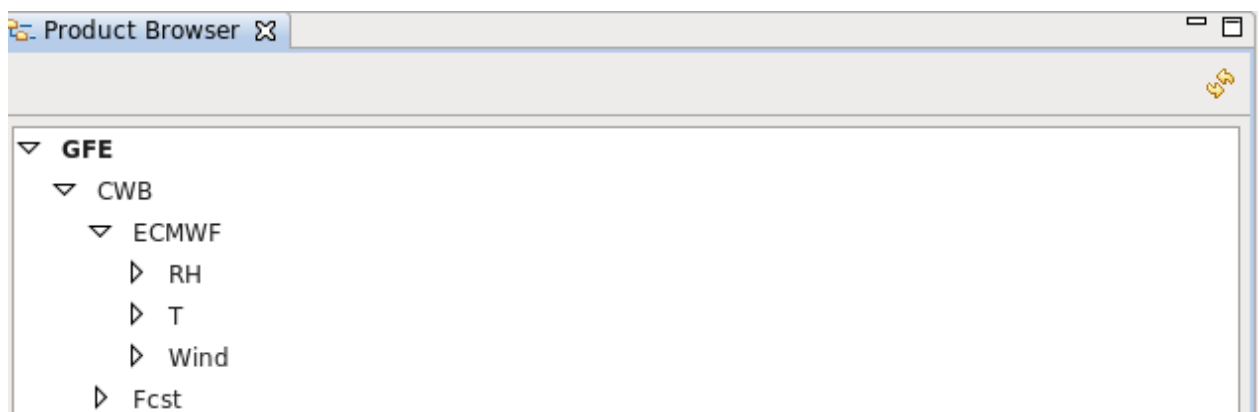 Product Browser
GFE
CWB
ECMWF
RH
T
Wind
Fcst